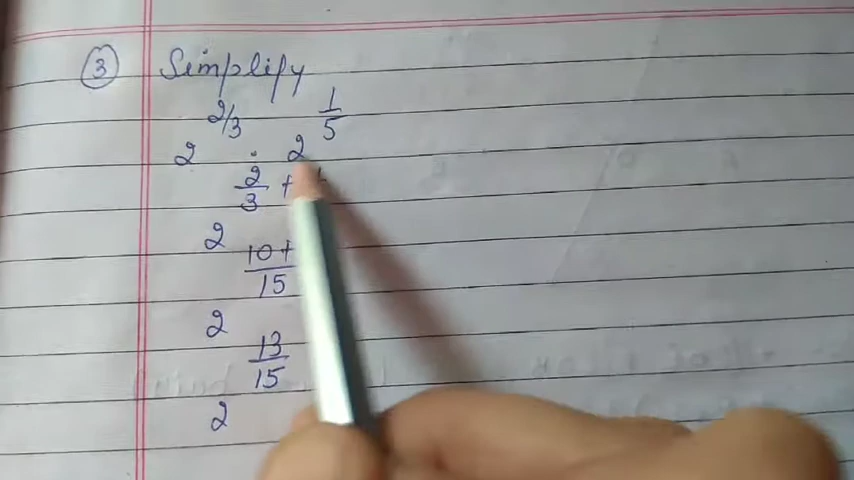 ③ Simplify
2^{2/3} · 2^{1/5}
2^{2/3 +
2^{10+ /15}
2^{13/15}